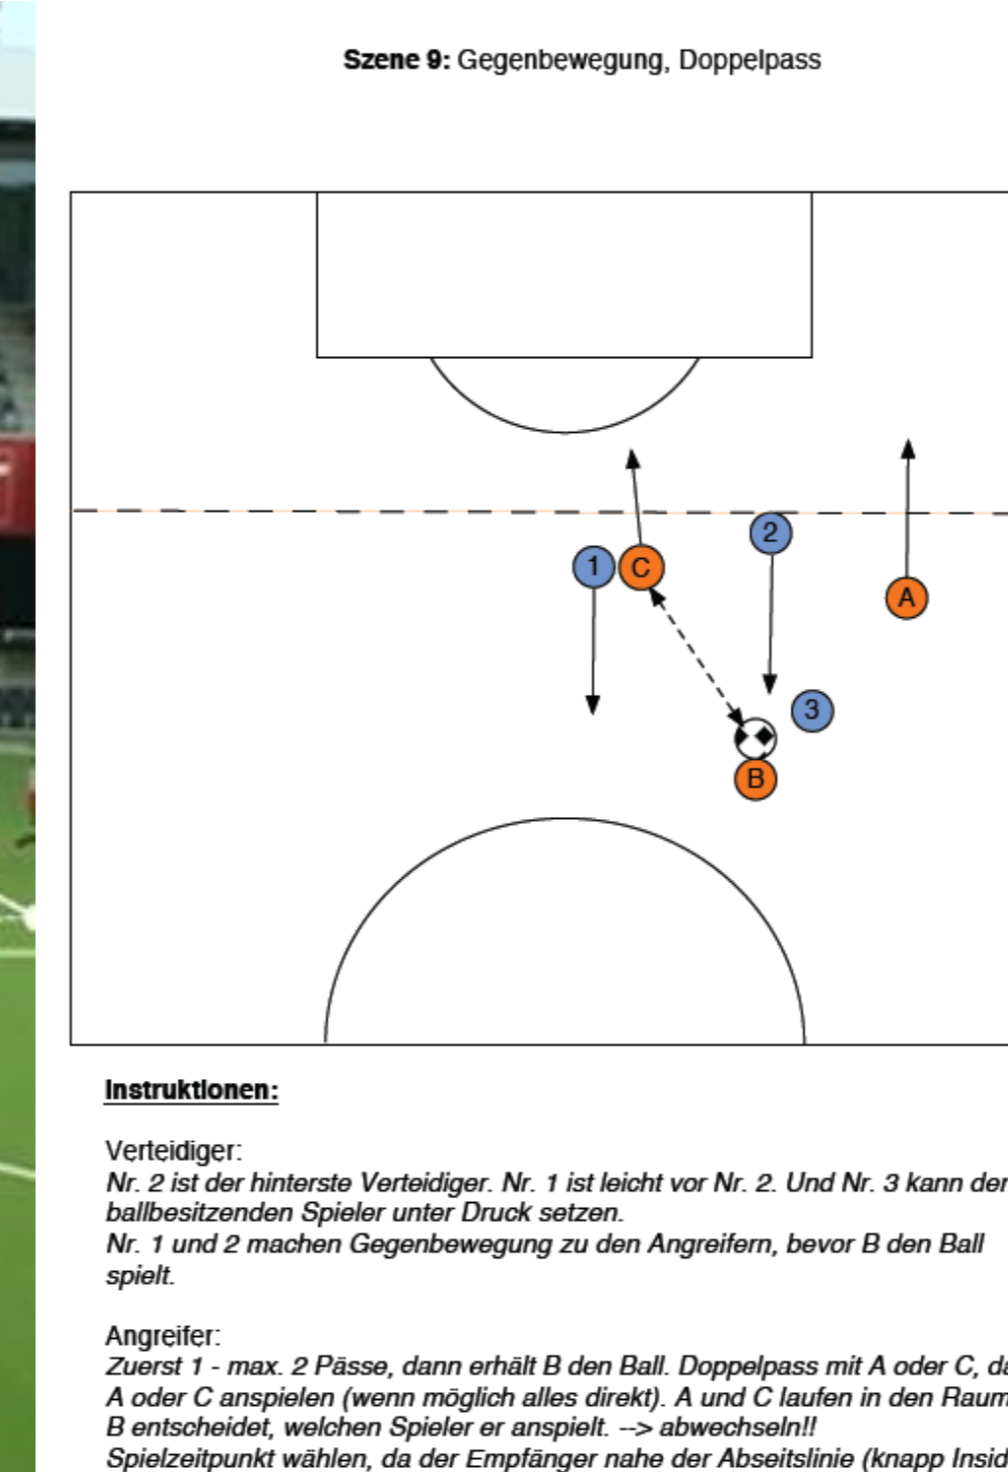 Szene 9: Gegenbewegung, Doppelpass
2
1
C
A
3
B
Instruktionen:
Verteidiger:
Nr. 2 ist der hinterste Verteidiger. Nr. 1 ist leicht vor Nr. 2. Und Nr. 3 kann den
ballbesitzenden Spieler unter Druck setzen.
Nr. 1 und 2 machen Gegenbewegung zu den Angreifern, bevor B den Ball
spielt.
Angreifer:
Zuerst 1 - max. 2 Pässe, dann erhält B den Ball. Doppelpass mit A oder C,
A oder C anspielen (wenn möglich alles direkt). A und C laufen in den Raum
B entscheidet, welchen Spieler er anspielt. --> abwechseln!!
Spielzeitpunkt wählen, da der Empfänger nahe der Abseitslinie (knapp